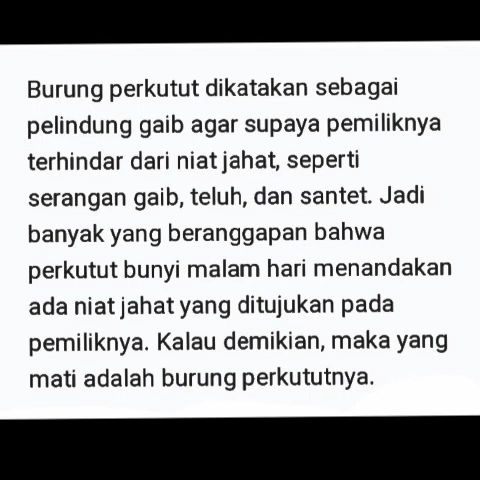 Burung perkutut dikatakan sebagai
pelindung gaib agar supaya pemiliknya
terhindar dari niat jahat, seperti
serangan gaib, teluh, dan santet. Jadi
banyak yang beranggapan bahwa
perkutut bunyi malam hari menandakan
ada niat jahat yang ditujukan pada
pemiliknya. Kalau demikian, maka yang
mati adalah burung perkututnya.